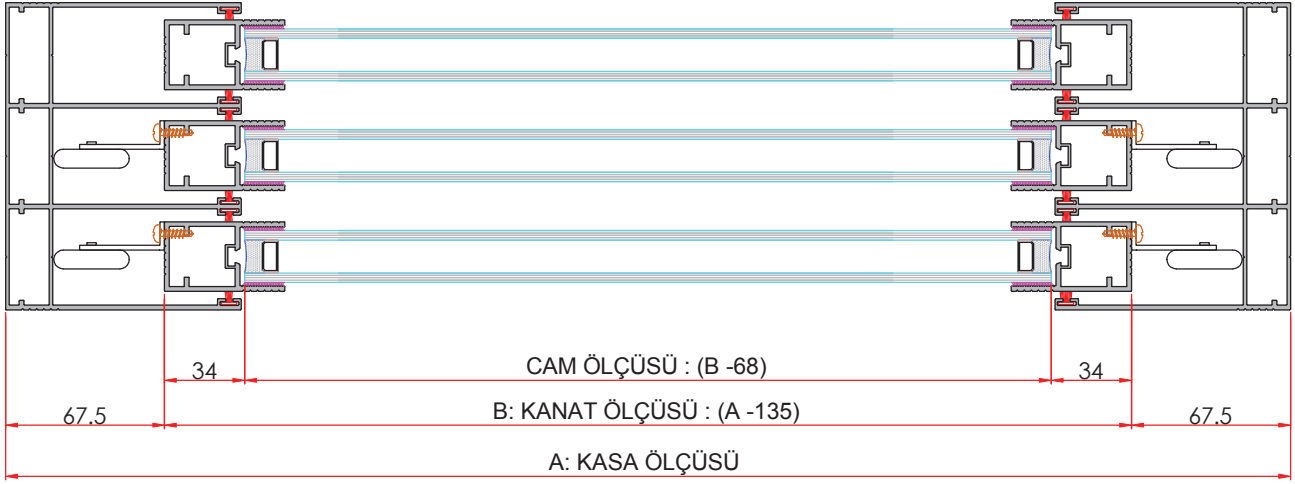 34 CAM ÖLÇÜSÜ : (B -68) 34
67.5 B: KANAT ÖLÇÜSÜ : (A -135) 67.5
A: KASA ÖLÇÜSÜ